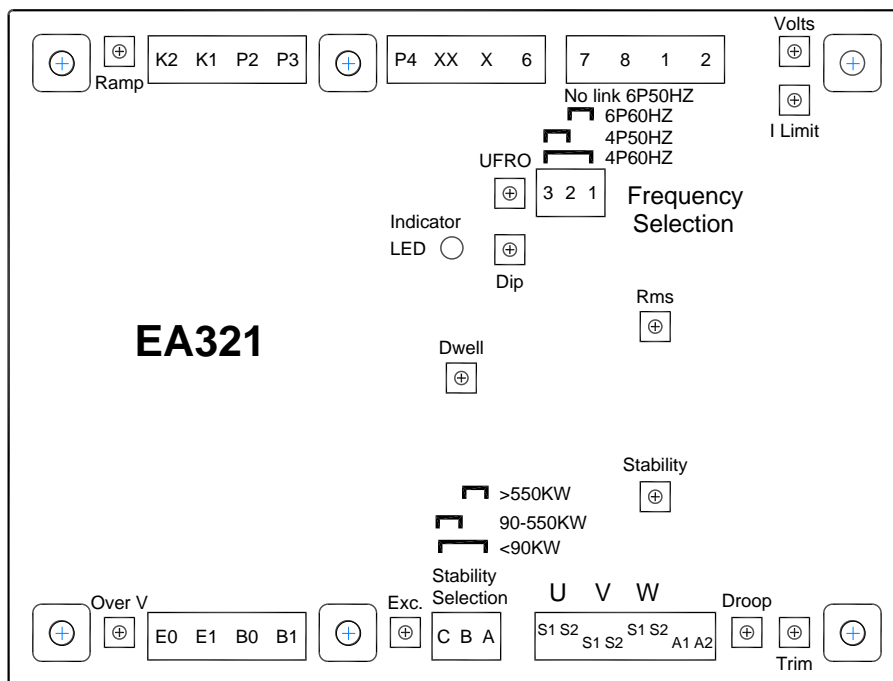 Volts
K2 K1 P2 P3
P4 XX X 6
7 8 1 2
Ramp
No link 6P50HZ
6P60HZ
I Limit
4P50HZ
4P60HZ
UFRO
3 2 1
Frequency
Selection
Indicator
LED
Dip
Rms
EA321
Dwell
Stability
>550KW
90-550KW
<90KW
Stability
Selection
U V W
Over V
Exc.
Droop
E0 E1 B0 B1
C B A
S1 S2 S1 S2 S1 S2 A1 A2
Trim